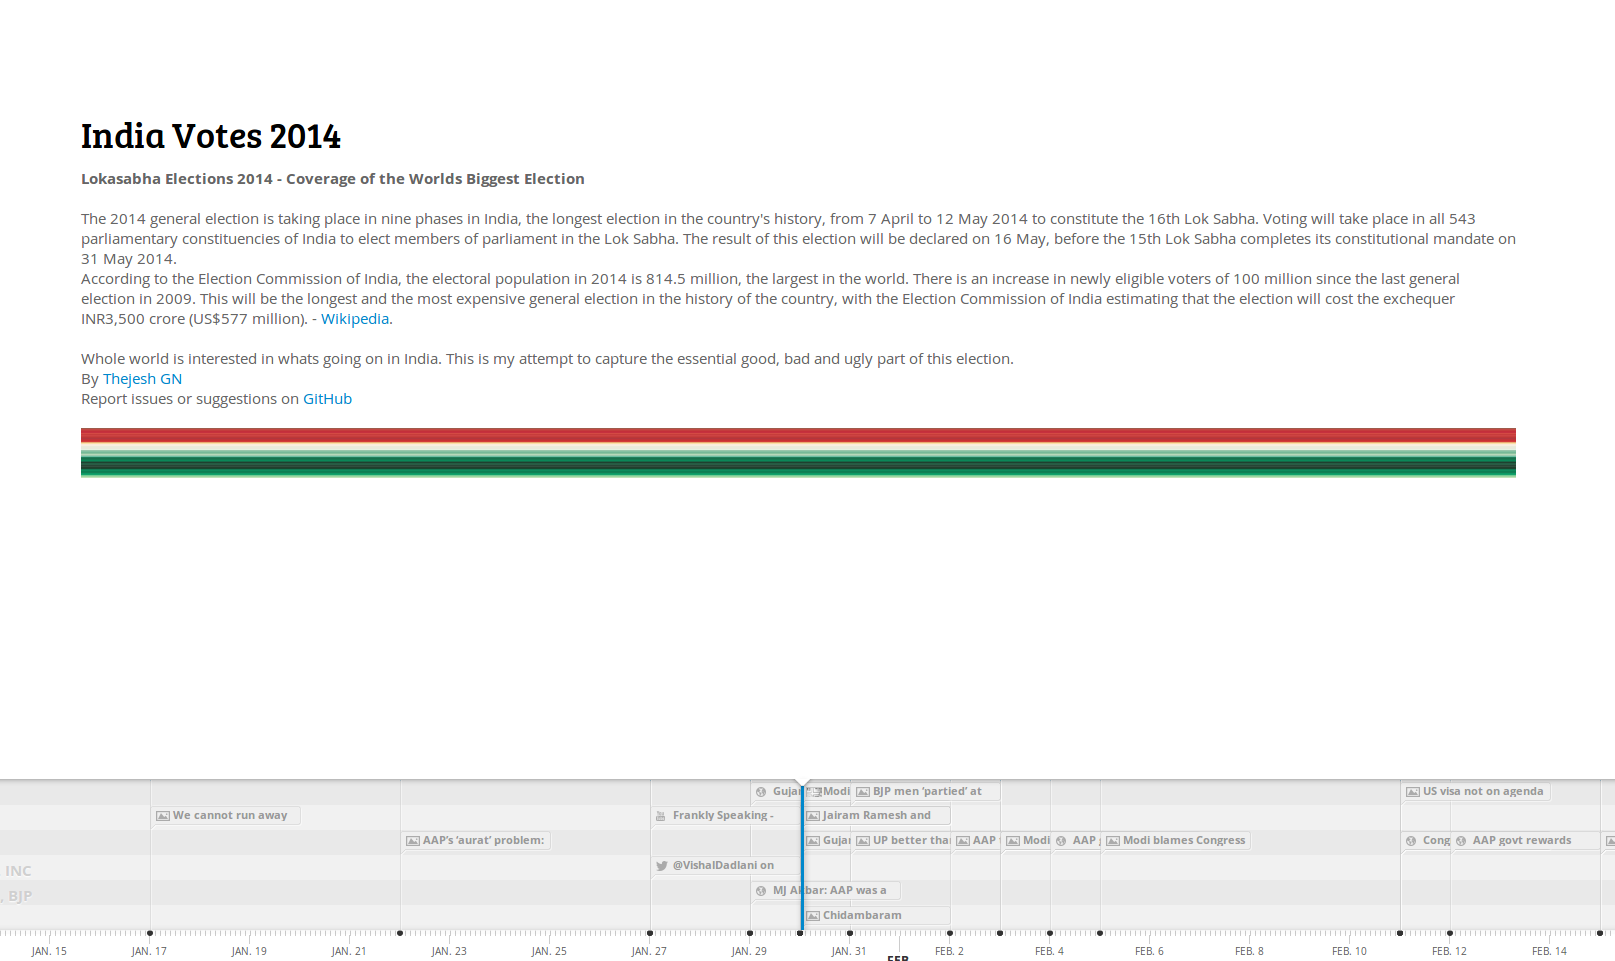 India Votes 2014
Lokasabha Elections 2014 - Coverage of the Worlds Biggest Election
The 2014 general election is taking place in nine phases in India, the longest election in the country's history, from 7 April to 12 May 2014 to constitute the 16th Lok Sabha. Voting will take place in all 543
parliamentary constituencies of India to elect members of parliament in the Lok Sabha. The result of this election will be declared on 16 May, before the 15th Lok Sabha completes its constitutional mandate on
31 May 2014.
According to the Election Commission of India, the electoral population in 2014 is 814.5 million, the largest in the world. There is an increase in newly eligible voters of 100 million since the last general
election in 2009. This will be the longest and the most expensive general election in the history of the country, with the Election Commission of India estimating that the election will cost the exchequer
INR3,500 crore (US$577 million). - Wikipedia.
Whole world is interested in whats going on in India. This is my attempt to capture the essential good, bad and ugly part of this election.
By Thejesh GN
Report issues or suggestions on GitHub
Modi BJP men ‘partied’ at US visa not on agenda
We cannot run away Frankly Speaking - Jairam Ramesh and
AAP’s ‘aurat’ problem: UP better AAP Modi AAP Modi blames Congress AAP govt rewards
INC @VishalDadlani on
, BJP MJ Akbar: AAP was a
Chidambaram
JAN. 15 JAN. 17 JAN. 19 JAN. 21 JAN. 23 JAN. 25 JAN. 27 JAN. 29 JAN. 31 FEB. 2 FEB. 4 FEB. 6 FEB. 8 FEB. 10 FEB. 12 FEB. 14
FEB